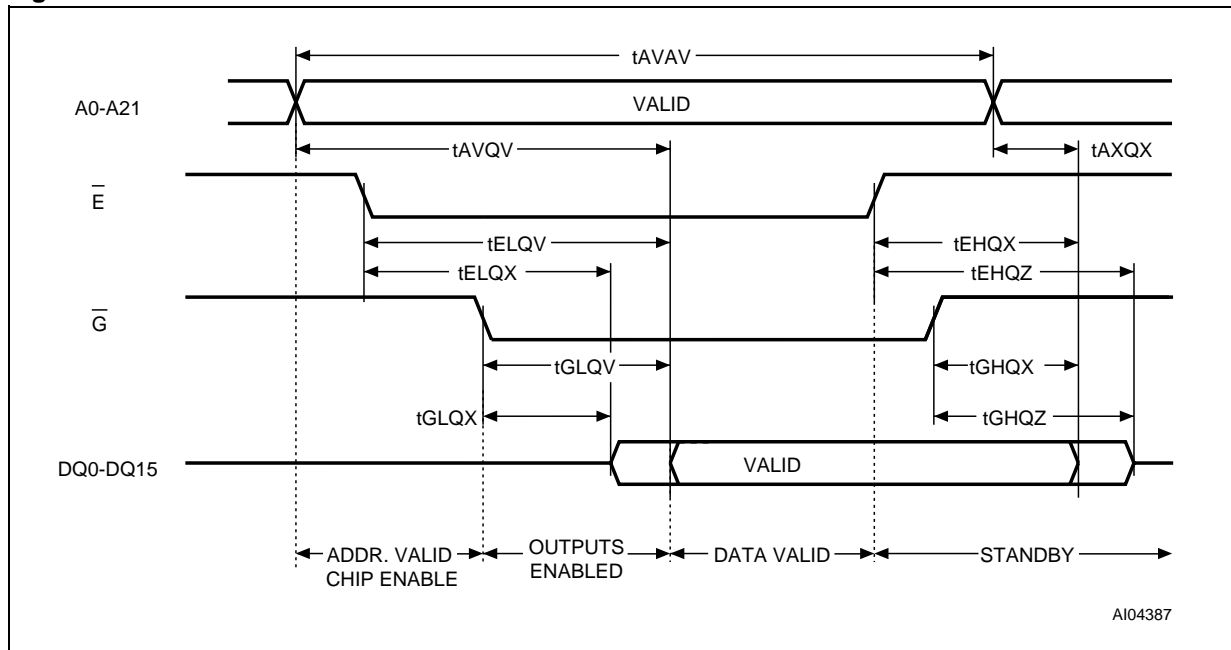 tAVAV
A0-A21
VALID
tAVQV
tAXQX
E
tELQV
tEHQX
tELQX
tEHQZ
G
tGLQV
tGHQX
tGLQX
tGHQZ
DQ0-DQ15
VALID
ADDR. VALID
CHIP ENABLE
OUTPUTS
ENABLED
DATA VALID
STANDBY
AI04387